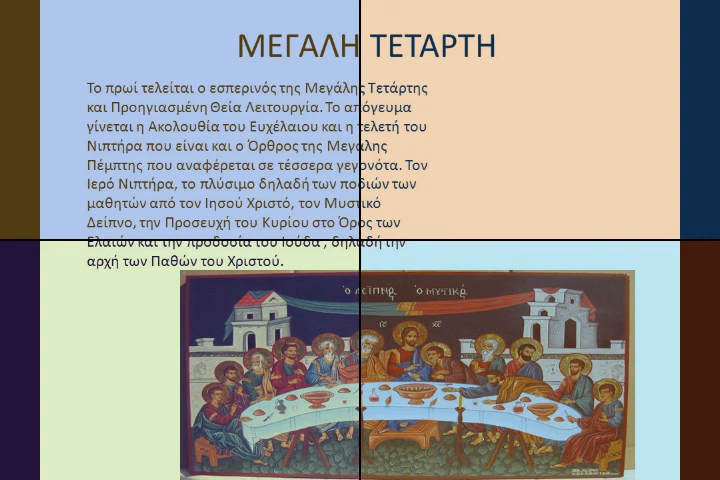 ΜΕΓΑΛΗ ΤΕΤΑΡΤΗ
Το πρωί τελείται ο εσπερινός της Μεγάλης Τετάρτης
και Προηγιασμένη Θεία Λειτουργία. Το απόγευμα
γίνεται η Ακολουθία του Ευχέλαιου και η τελετή του
Νιπτήρα που είναι και ο Όρθρος της Μεγάλης
Πέμπτης που αναφέρεται σε τέσσερα γεγονότα. Τον
Ιερό Νιπτήρα, το πλύσιμο δηλαδή των ποδιών των
μαθητών από τον Ιησού Χριστό, τον Μυστικό
Δείπνο, την Προσευχή του Κυρίου στο Όρος των
Ελαιών και την προδοσία του Ιούδα , δηλαδή την
αρχή των Παθών του Χριστού.
ὁ ΔΕΙΠΝΟς ὁ ΜΥΣΤΙΚΟς
ΙC ΧC